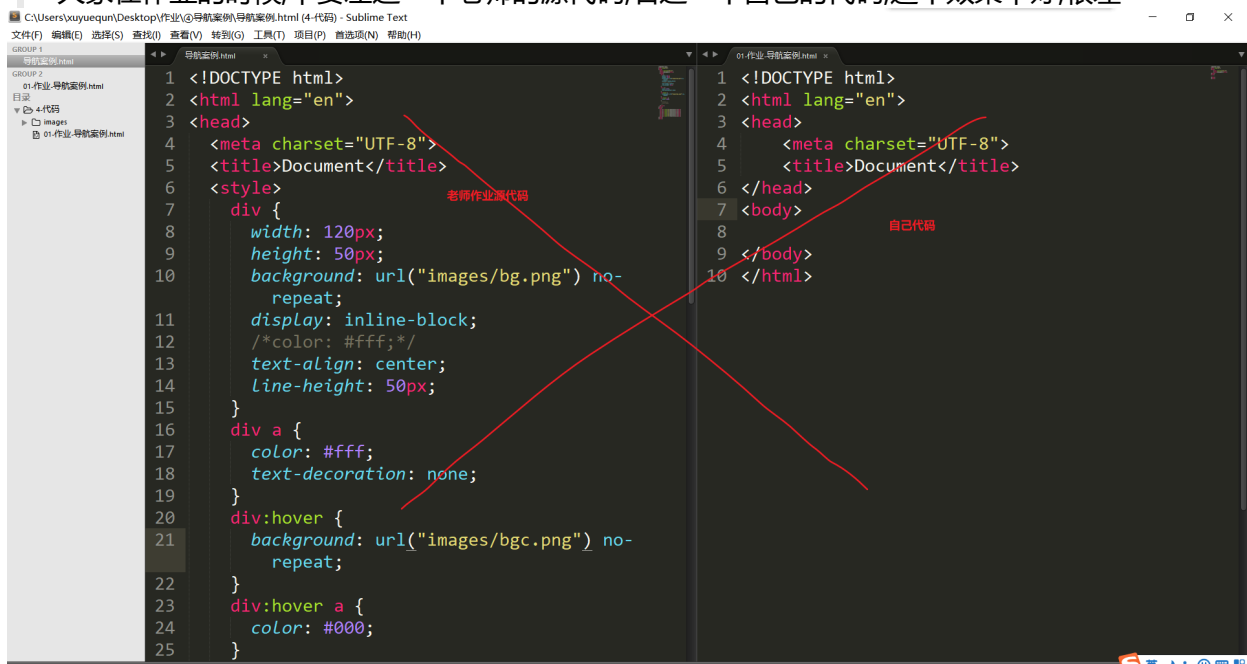 C:\Users\xuyuequn\Desktop\作业\④导航案例\导航案例.html (4-代码) - Sublime Text
文件(F) 编辑(E) 选择(S) 查找(I) 查看(V) 转到(G) 工具(T) 项目(P) 首选项(N) 帮助(H)
GROUP 1
导航案例.html
GROUP 2
01-作业-导航案例.html
目录
4-代码
images
01-作业-导航案例.html
导航案例.html
1 <!DOCTYPE html>
2 <html lang="en">
3 <head>
4 <meta charset="UTF-8">
5 <title>Document</title>
6 <style>
7 div {
8 width: 120px;
9 height: 50px;
10 background: url("images/bg.png") no-
repeat;
11 display: inline-block;
12 /*color: #fff;*/
13 text-align: center;
14 line-height: 50px;
15 }
16 div a {
17 color: #fff;
18 text-decoration: none;
19 }
20 div:hover {
21 background: url("images/bgc.png") no-
repeat;
22 }
23 div:hover a {
24 color: #000;
25 }
老师作业源代码
01-作业-导航案例.html
1 <!DOCTYPE html>
2 <html lang="en">
3 <head>
4 <meta charset="UTF-8">
5 <title>Document</title>
6 </head>
7 <body>
8
9 </body>
10 </html>
自己代码
英